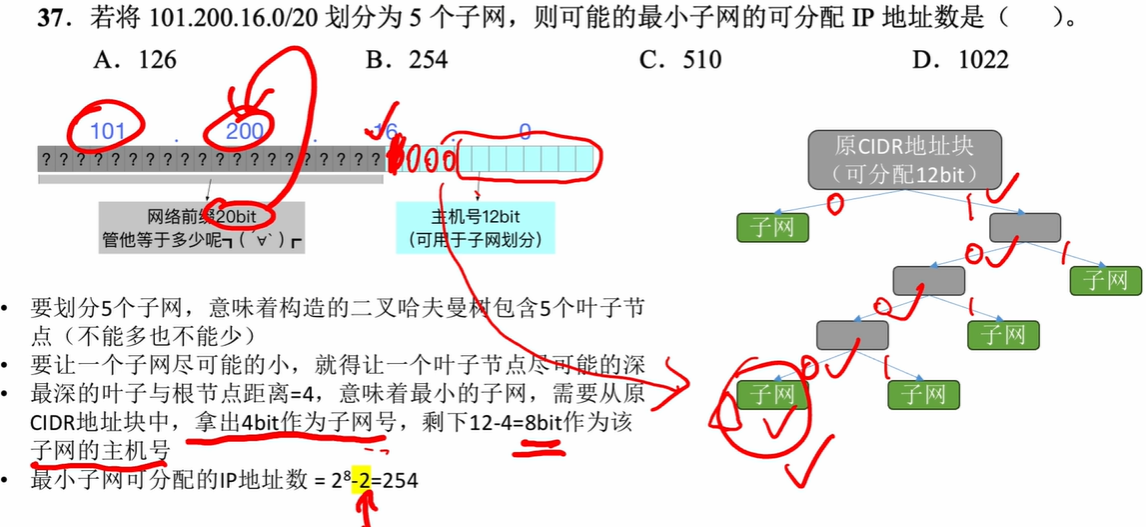 37. 若将 101.200.16.0/20 划分为 5 个子网，则可能的最小子网的可分配 IP 地址数是（ ）。
A. 126 B. 254 C. 510 D. 1022
101 . 200 . 16 . 0
? ? ? ? ? ? ? ? ? ? ? ? ? ? ? ? ? ? ? ? 0 0 0
网络前缀20bit
管他等于多少呢┓( ´∀` )┏
主机号12bit
(可用于子网划分)
原CIDR地址块
（可分配12bit）
0 1
子网
0 1
子网
0 1
子网
0 1
子网 子网
• 要划分5个子网，意味着构造的二叉哈夫曼树包含5个叶子节
点（不能多也不能少）
• 要让一个子网尽可能的小，就得让一个叶子节点尽可能的深
• 最深的叶子与根节点距离=4，意味着最小的子网，需要从原
CIDR地址块中，拿出4bit作为子网号，剩下12-4=8bit作为该
子网的主机号
• 最小子网可分配的IP地址数 = 2⁸-2=254